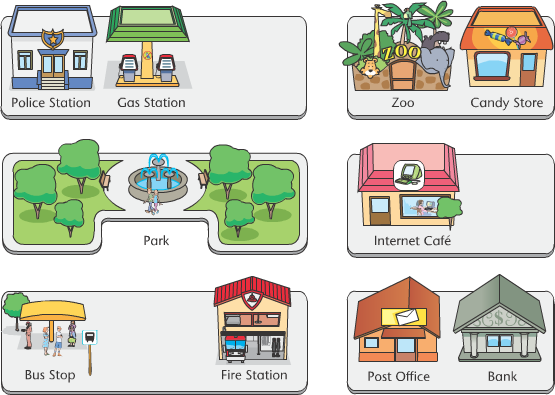 ZOO
Police Station
Gas Station
Zoo
Candy Store
Park
Internet Café
Bus Stop
Fire Station
Post Office
Bank